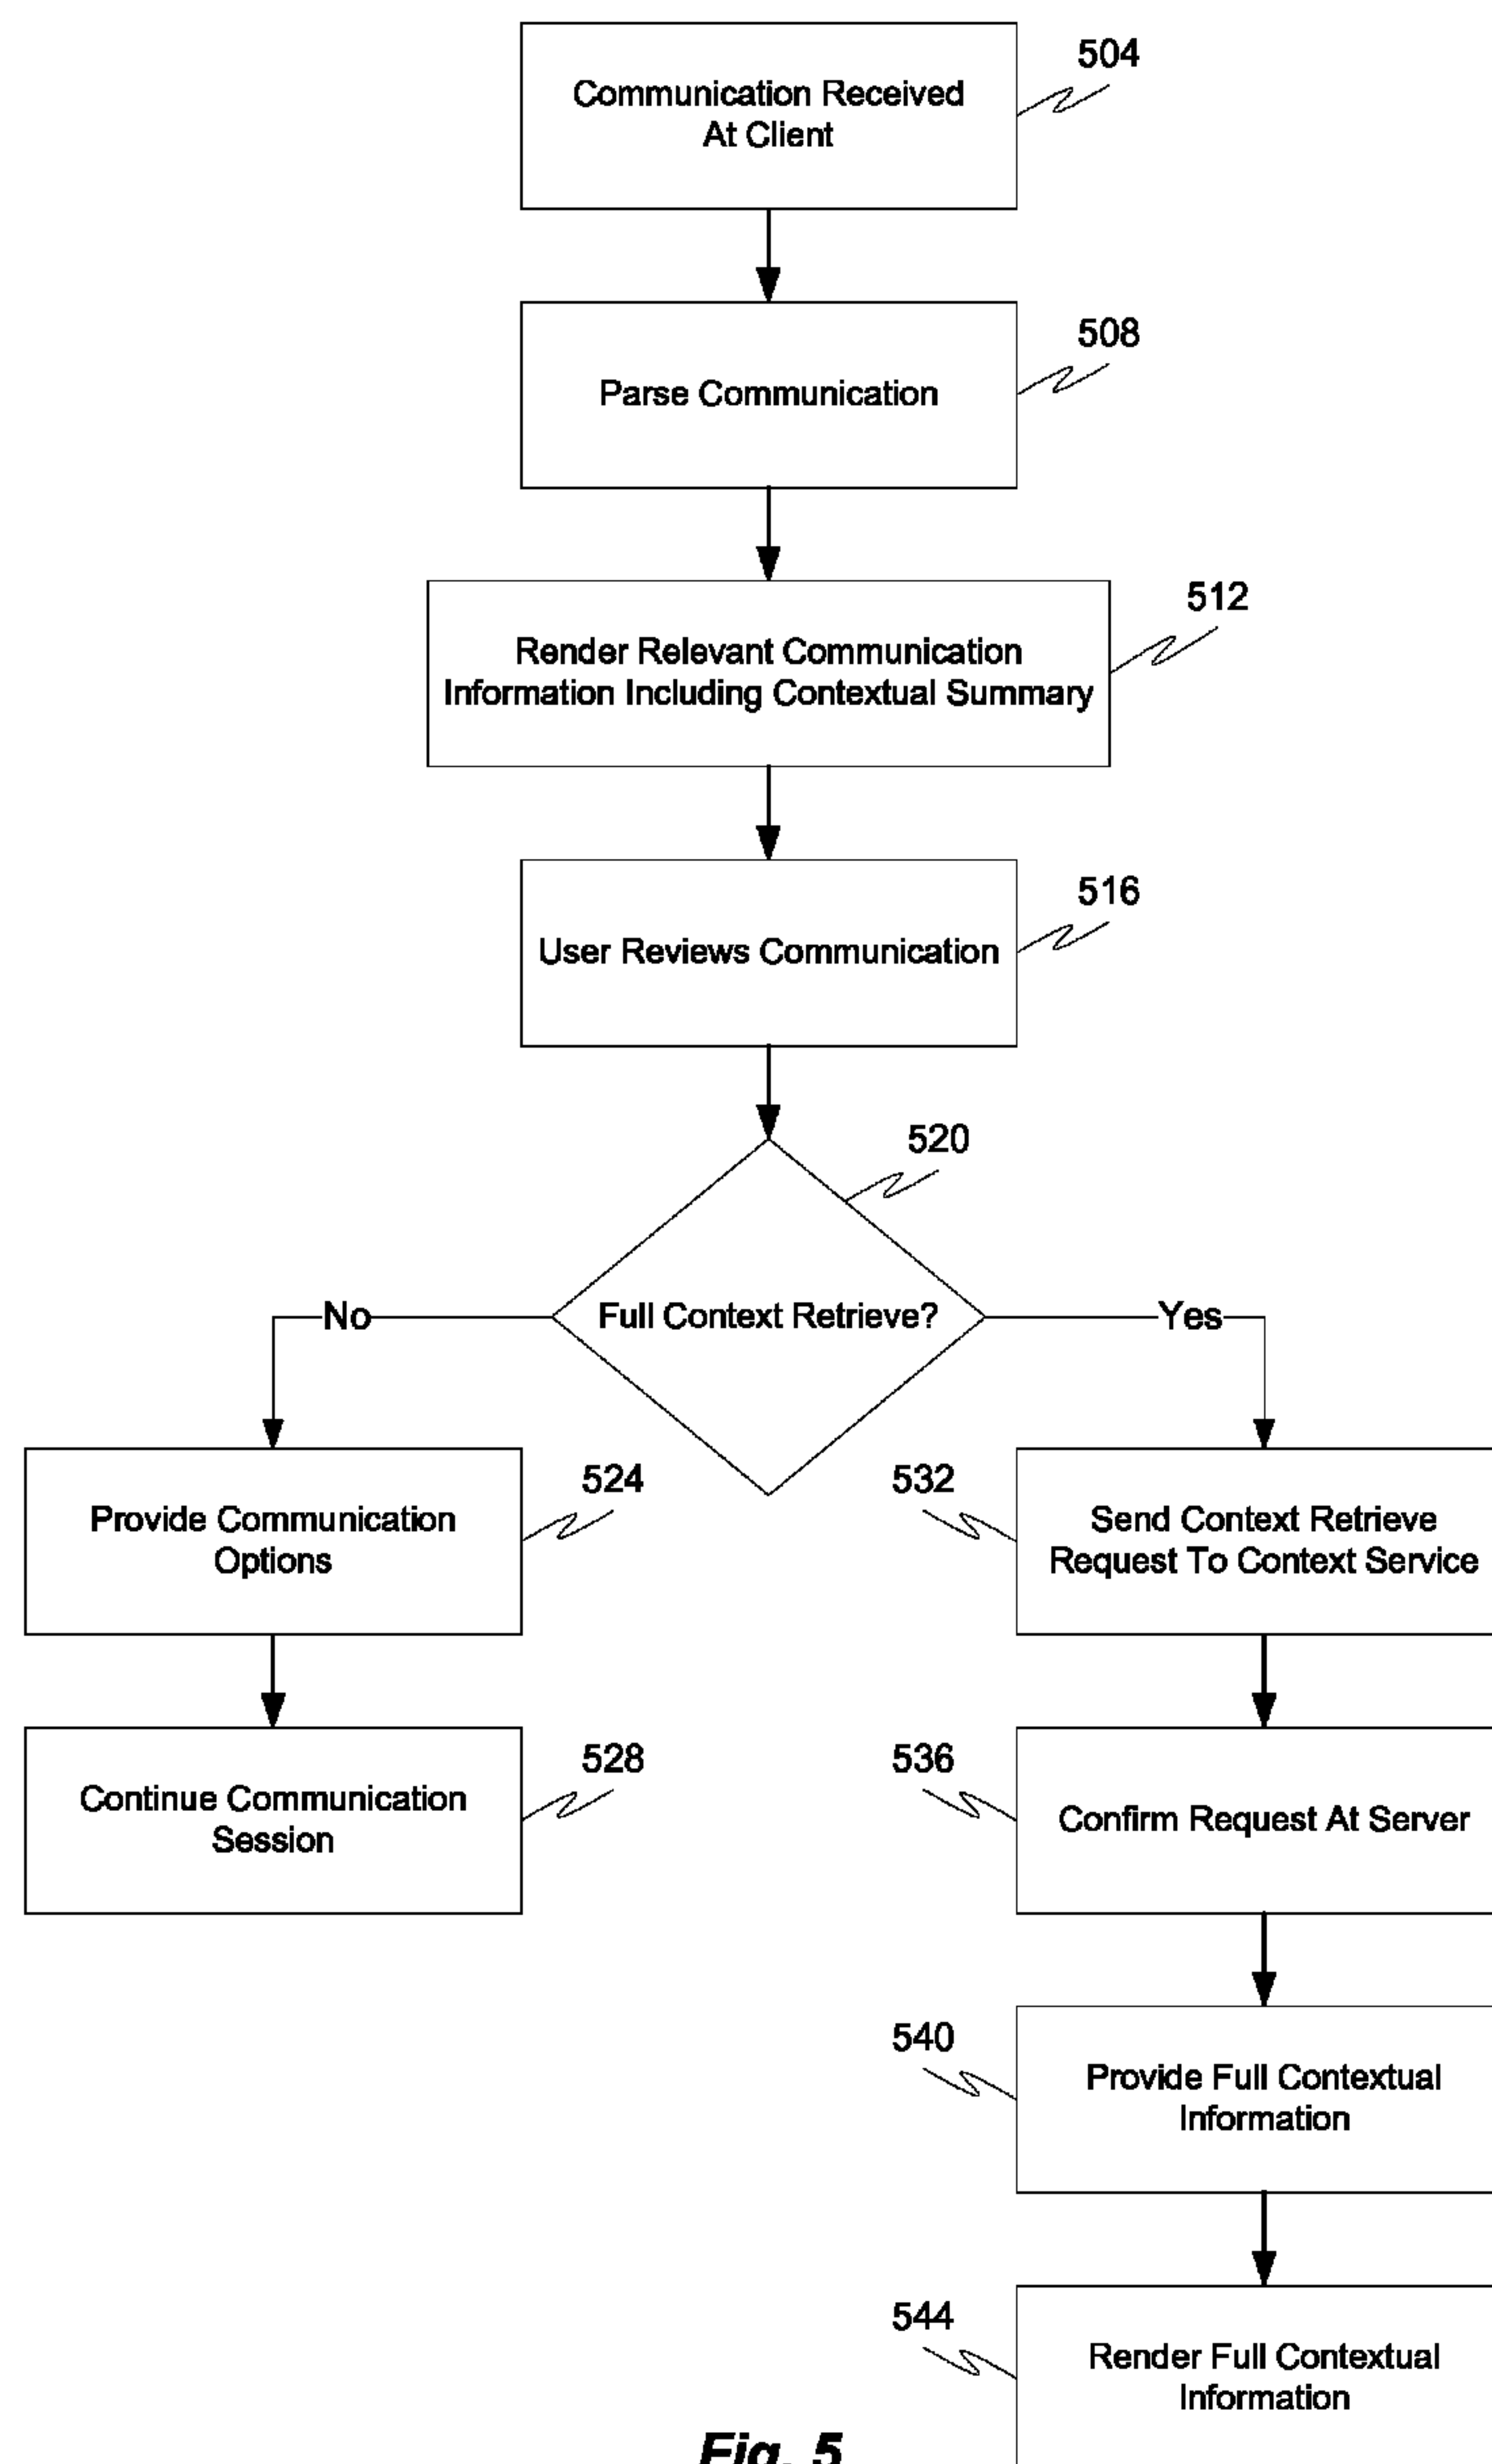 504
Communication Received
At Client
508
Parse Communication
512
Render Relevant Communication
Information Including Contextual Summary
516
User Reviews Communication
520
Full Context Retrieve?
No
Yes
524
Provide Communication
Options
532
Send Context Retrieve
Request To Context Service
528
Continue Communication
Session
536
Confirm Request At Server
540
Provide Full Contextual
Information
544
Render Full Contextual
Information
Fig. 5